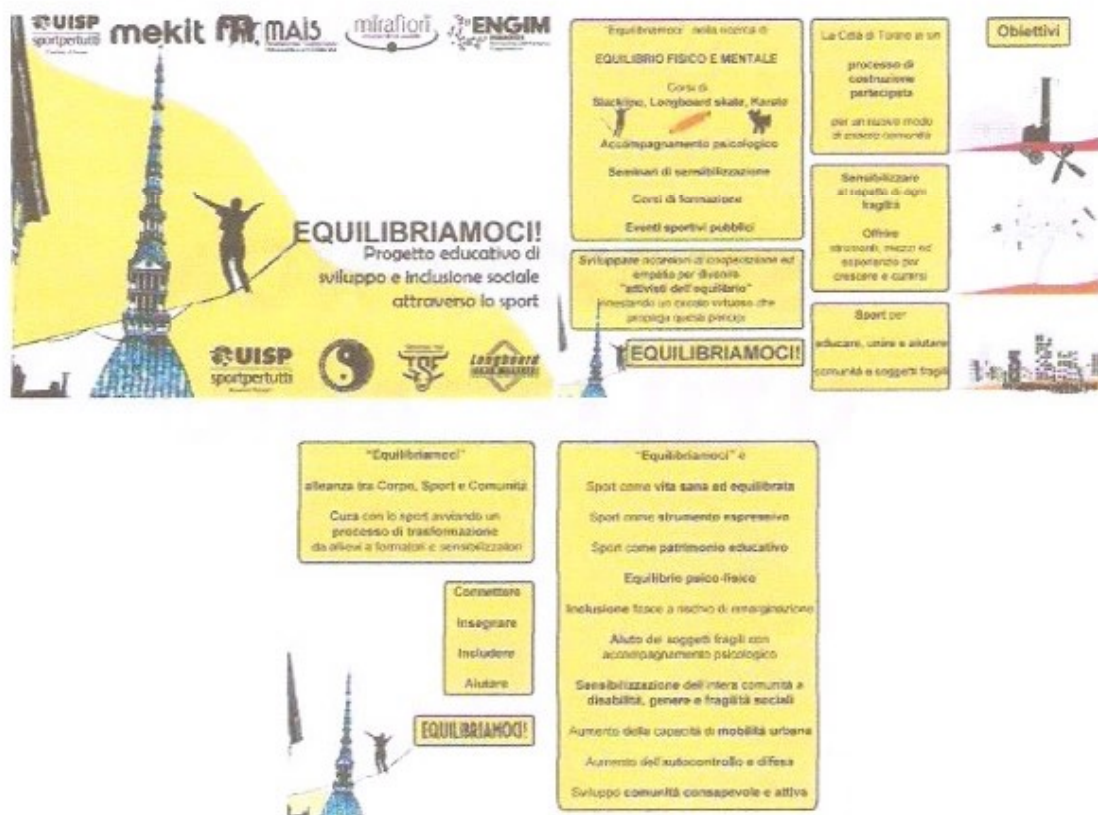 UISP
sportpertutti
mekit
MAIS
mirafiori
ENGIM
EQUILIBRIAMOCI!
Progetto educativo di
sviluppo e inclusione sociale
attraverso lo sport
UISP
sportpertutti
TSF
Longboard
"Equilibriamoci" nella ricerca di
EQUILIBRIO FISICO E MENTALE
Corsi di
Slackline, Longboard skate, Karate
Accompagnamento psicologico
Seminari di sensibilizzazione
Corsi di formazione
Eventi sportivi pubblici
Sviluppare occasioni di cooperazione ed
empatia per divenire
"attivisti dell'equilibrio"
innestando un circolo virtuoso che
propaga questi principi
EQUILIBRIAMOCI!
La Città di Torino in un
processo di
costruzione
partecipata
per un nuovo modo
di essere comunità
Sensibilizzare
al rispetto di ogni
fragilità
Offrire
strumenti, mezzi ed
esperienze per
crescere e curarsi
Sport per
educare, unire e aiutare
comunità e soggetti fragili
Obiettivi
"Equilibriamoci"
alleanza tra Corpo, Sport e Comunità
Cura con lo sport avviando un
processo di trasformazione
da allievi a formatori e sensibilizzatori
Connettere
Insegnare
Includere
Aiutare
EQUILIBRIAMOCI!
"Equilibriamoci" è
Sport come vita sana ed equilibrata
Sport come strumento espressivo
Sport come patrimonio educativo
Equilibrio psico-fisico
Inclusione fasce a rischio di emarginazione
Aiuto dei soggetti fragili con
accompagnamento psicologico
Sensibilizzazione dell'intera comunità a
disabilità, genere e fragilità sociali
Aumento della capacità di mobilità urbana
Aumento dell'autocontrollo e difesa
Sviluppo comunità consapevole e attiva